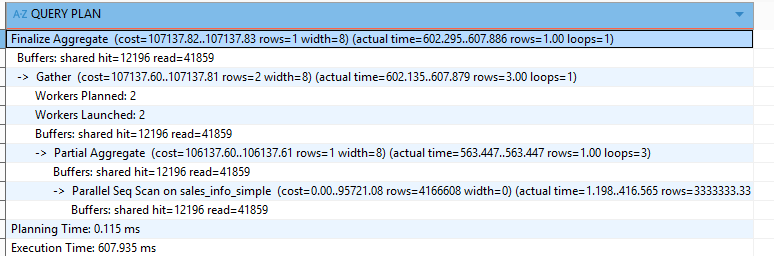 A-Z QUERY PLAN
Finalize Aggregate (cost=107137.82..107137.83 rows=1 width=8) (actual time=602.295..607.886 rows=1.00 loops=1)
Buffers: shared hit=12196 read=41859
-> Gather (cost=107137.60..107137.81 rows=2 width=8) (actual time=602.135..607.879 rows=3.00 loops=1)
Workers Planned: 2
Workers Launched: 2
Buffers: shared hit=12196 read=41859
-> Partial Aggregate (cost=106137.60..106137.61 rows=1 width=8) (actual time=563.447..563.447 rows=1.00 loops=3)
Buffers: shared hit=12196 read=41859
-> Parallel Seq Scan on sales_info_simple (cost=0.00..95721.08 rows=4166608 width=0) (actual time=1.198..416.565 rows=3333333.33
Buffers: shared hit=12196 read=41859
Planning Time: 0.115 ms
Execution Time: 607.935 ms